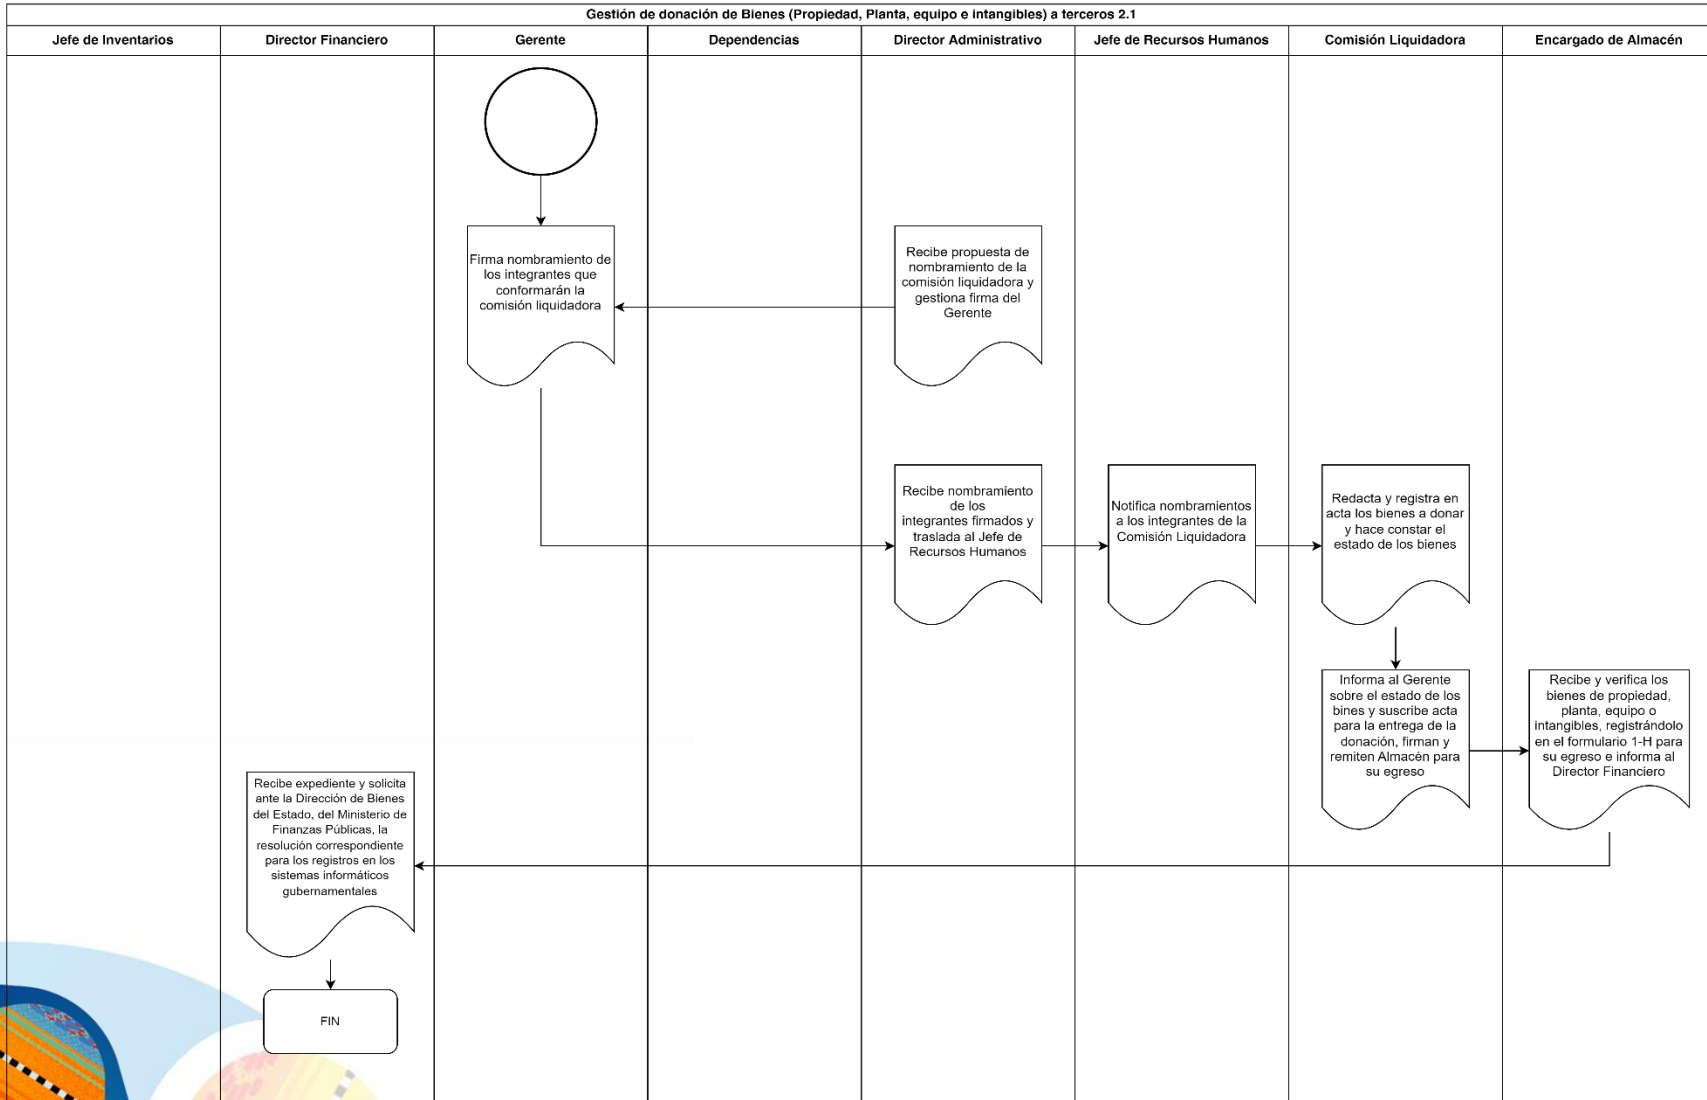 Gestión de donación de Bienes (Propiedad, Planta, equipo e intangibles) a terceros 2.1
Jefe de Inventarios
Director Financiero
Gerente
Dependencias
Director Administrativo
Jefe de Recursos Humanos
Comisión Liquidadora
Encargado de Almacén
Firma nombramiento de
los integrantes que
conformarán la
comisión liquidadora
Recibe propuesta de
nombramiento de la
comisión liquidadora y
gestiona firma del
Gerente
Recibe nombramiento
de los
integrantes firmados y
traslada al Jefe de
Recursos Humanos
Notifica nombramientos
a los integrantes de la
Comisión Liquidadora
Redacta y registra en
acta los bienes a donar
y hace constar el
estado de los bienes
Informa al Gerente
sobre el estado de los
bines y suscribe acta
para la entrega de la
donación, firman y
remiten Almacén para
su egreso
Recibe y verifica los
bienes de propiedad,
planta, equipo o
intangibles, registrándolo
en el formulario 1-H para
su egreso e informa al
Director Financiero
Recibe expediente y solicita
ante la Dirección de Bienes
del Estado, del Ministerio de
Finanzas Públicas, la
resolución correspondiente
para los registros en los
sistemas informáticos
gubernamentales
FIN